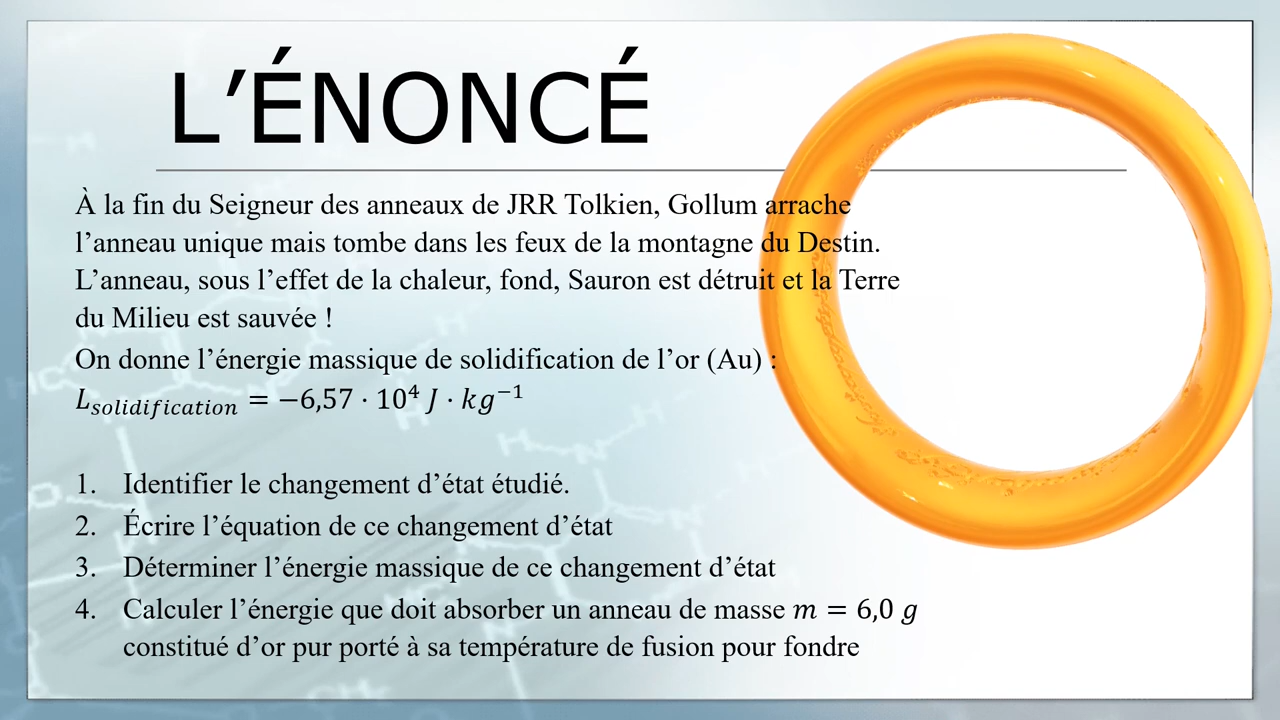 L’ÉNONCÉ
À la fin du Seigneur des anneaux de JRR Tolkien, Gollum arrache
l’anneau unique mais tombe dans les feux de la montagne du Destin.
L’anneau, sous l’effet de la chaleur, fond, Sauron est détruit et la Terre
du Milieu est sauvée !
On donne l’énergie massique de solidification de l’or (Au) :
L_solidification = −6,57 · 10⁴ J · kg⁻¹
1. Identifier le changement d’état étudié.
2. Écrire l’équation de ce changement d’état
3. Déterminer l’énergie massique de ce changement d’état
4. Calculer l’énergie que doit absorber un anneau de masse m = 6,0 g
constitué d’or pur porté à sa température de fusion pour fondre